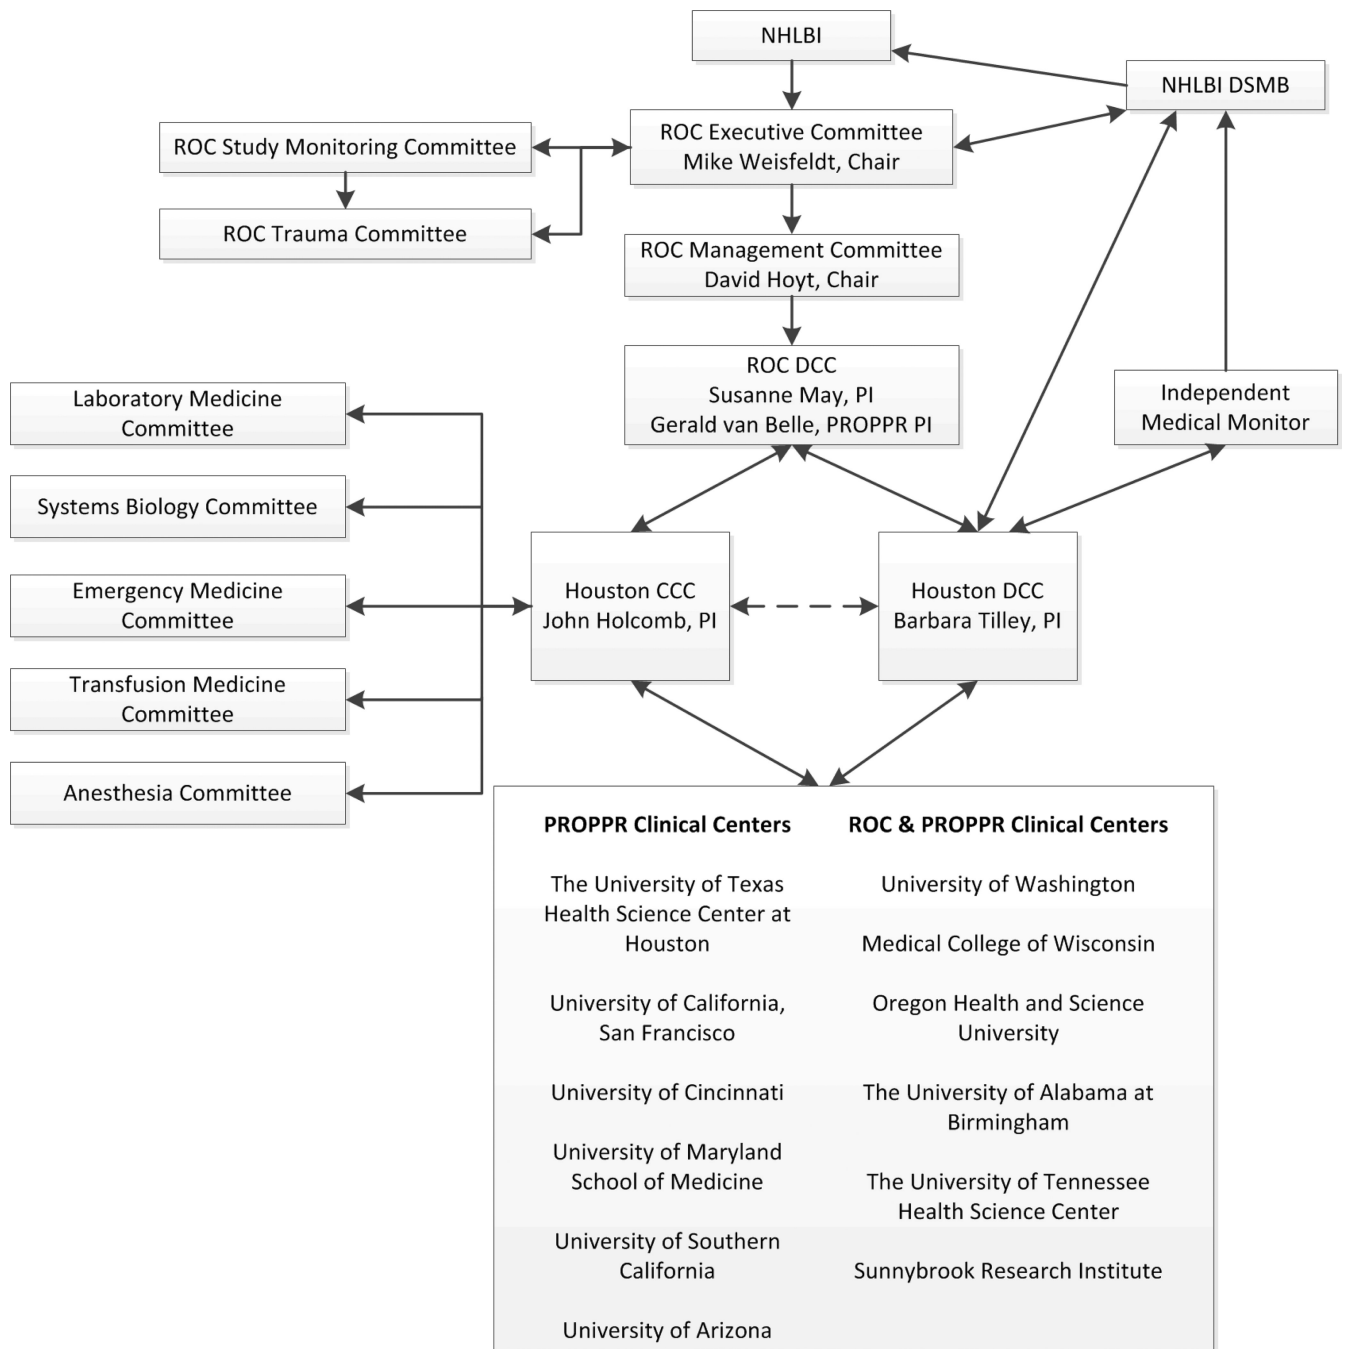 NHLBI
NHLBI DSMB
ROC Executive Committee
Mike Weisfeldt, Chair
ROC Study Monitoring Committee
ROC Trauma Committee
ROC Management Committee
David Hoyt, Chair
ROC DCC
Susanne May, PI
Gerald van Belle, PROPPR PI
Independent
Medical Monitor
Laboratory Medicine
Committee
Systems Biology Committee
Emergency Medicine
Committee
Transfusion Medicine
Committee
Anesthesia Committee
Houston CCC
John Holcomb, PI
Houston DCC
Barbara Tilley, PI
PROPPR Clinical Centers
The University of Texas
Health Science Center at
Houston
University of California,
San Francisco
University of Cincinnati
University of Maryland
School of Medicine
University of Southern
California
University of Arizona
ROC & PROPPR Clinical Centers
University of Washington
Medical College of Wisconsin
Oregon Health and Science
University
The University of Alabama at
Birmingham
The University of Tennessee
Health Science Center
Sunnybrook Research Institute